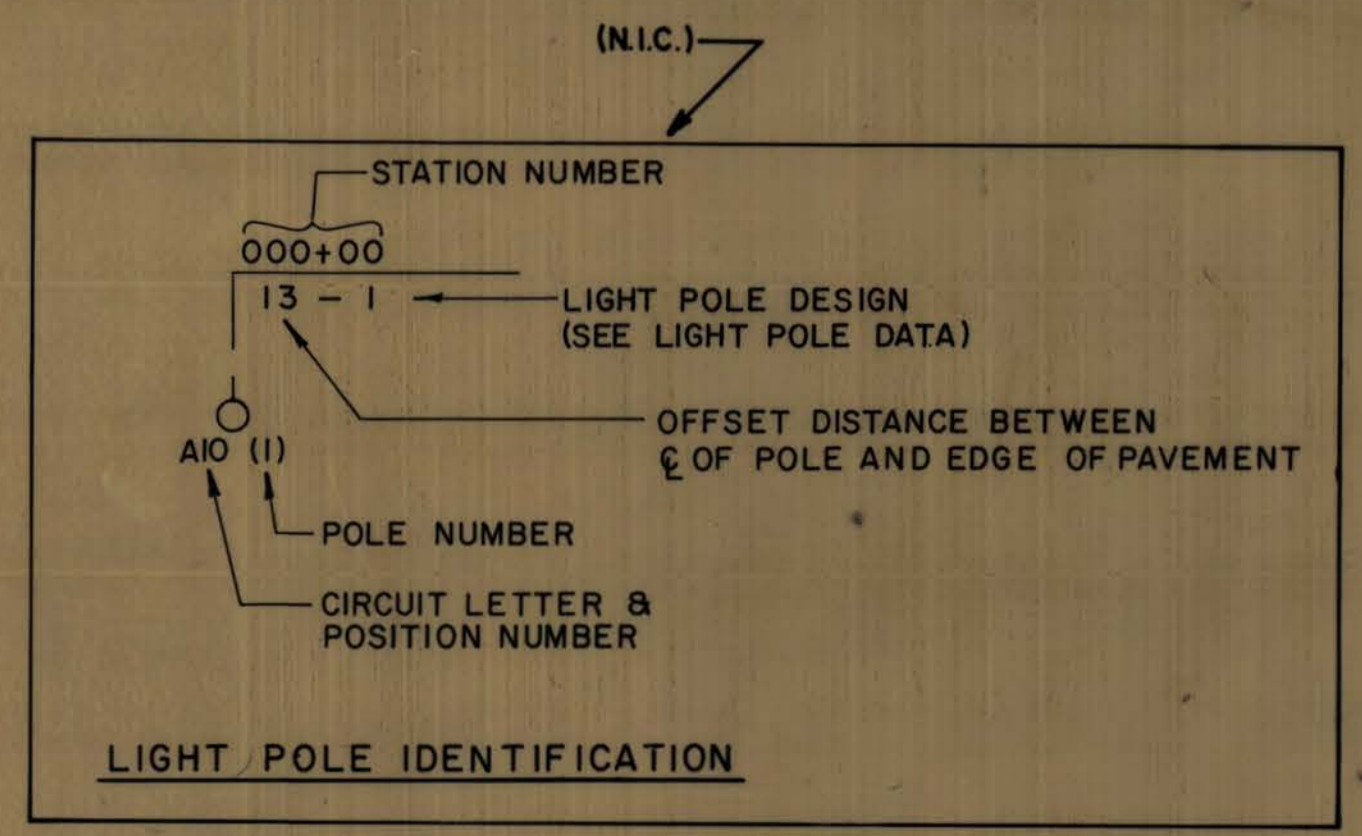 (N.I.C.)
STATION NUMBER
000+00
13 - 1
LIGHT POLE DESIGN
(SEE LIGHT POLE DATA)
OFFSET DISTANCE BETWEEN
℄ OF POLE AND EDGE OF PAVEMENT
A10 (1)
POLE NUMBER
CIRCUIT LETTER &
POSITION NUMBER
LIGHT POLE IDENTIFICATION